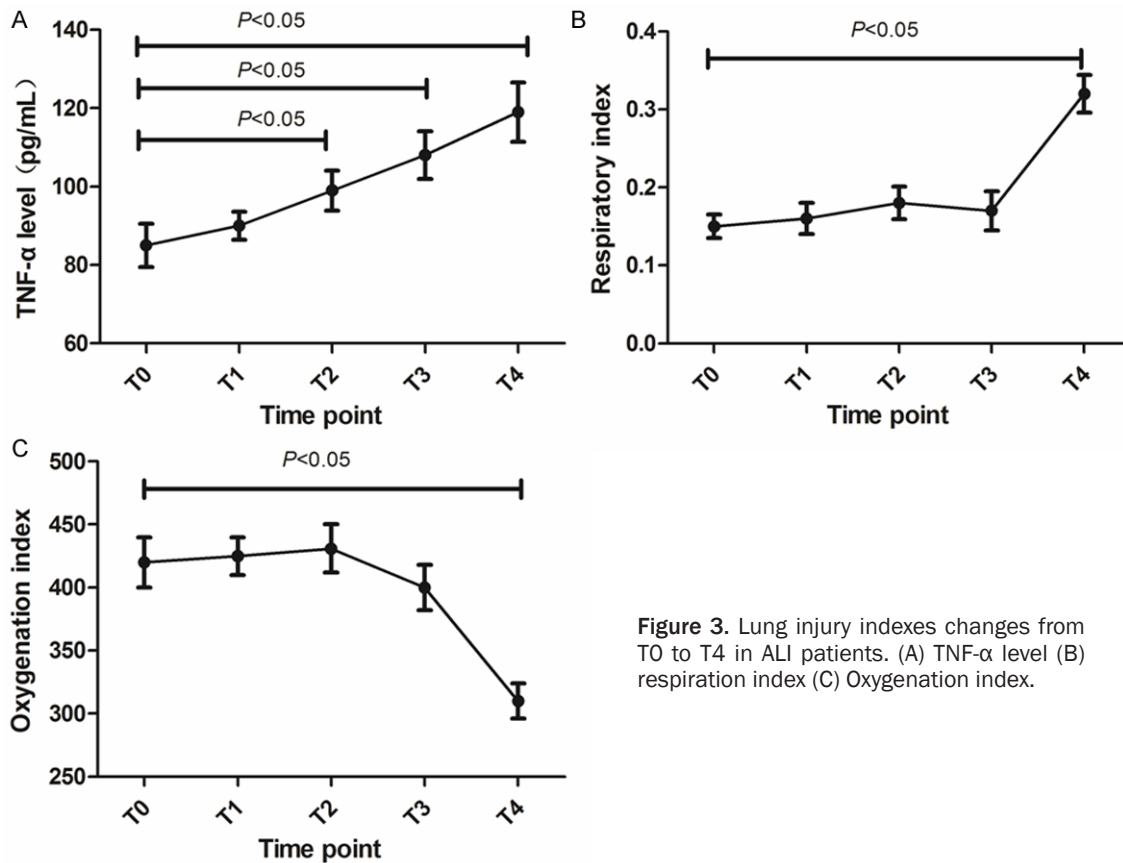 A
TNF-α level (pg/mL)
140
120
100
80
60
P<0.05
P<0.05
P<0.05
T0 T1 T2 T3 T4
Time point
B
Respiratory index
0.4
0.3
0.2
0.1
0.0
P<0.05
T0 T1 T2 T3 T4
Time point
C
Oxygenation index
500
450
400
350
300
250
P<0.05
T0 T1 T2 T3 T4
Time point
Figure 3. Lung injury indexes changes from
T0 to T4 in ALI patients. (A) TNF-α level (B)
respiration index (C) Oxygenation index.